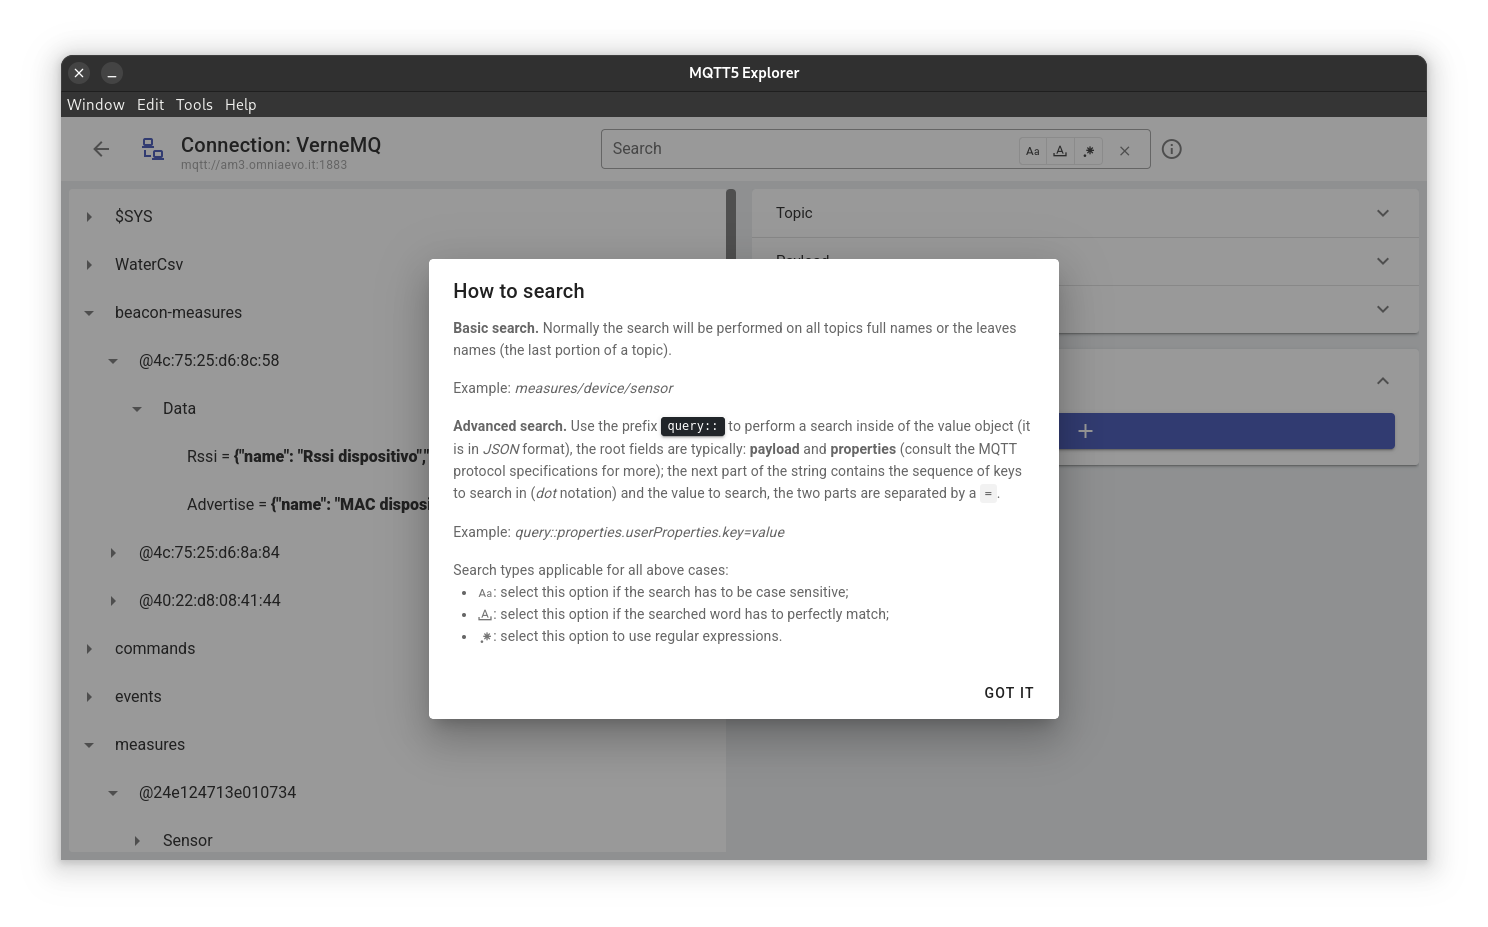 MQTT5 Explorer
Window Edit Tools Help
Connection: VerneMQ
mqtt://am3.omniaevo.it:1883
Search
Aa
$SYS
WaterCsv
beacon-measures
@4c:75:25:d6:8c:58
Data
Rssi = {"name": "Rssi dispositivo","
Advertise = {"name": "MAC disposi
@4c:75:25:d6:8a:84
@40:22:d8:08:41:44
commands
events
measures
@24e124713e010734
Sensor
Topic
Payload
How to search
Basic search. Normally the search will be performed on all topics full names or the leaves
names (the last portion of a topic).
Example: measures/device/sensor
Advanced search. Use the prefix query:: to perform a search inside of the value object (it
is in JSON format), the root fields are typically: payload and properties (consult the MQTT
protocol specifications for more); the next part of the string contains the sequence of keys
to search in (dot notation) and the value to search, the two parts are separated by a =.
Example: query::properties.userProperties.key=value
Search types applicable for all above cases:
• Aa: select this option if the search has to be case sensitive;
• A: select this option if the searched word has to perfectly match;
• .*: select this option to use regular expressions.
GOT IT